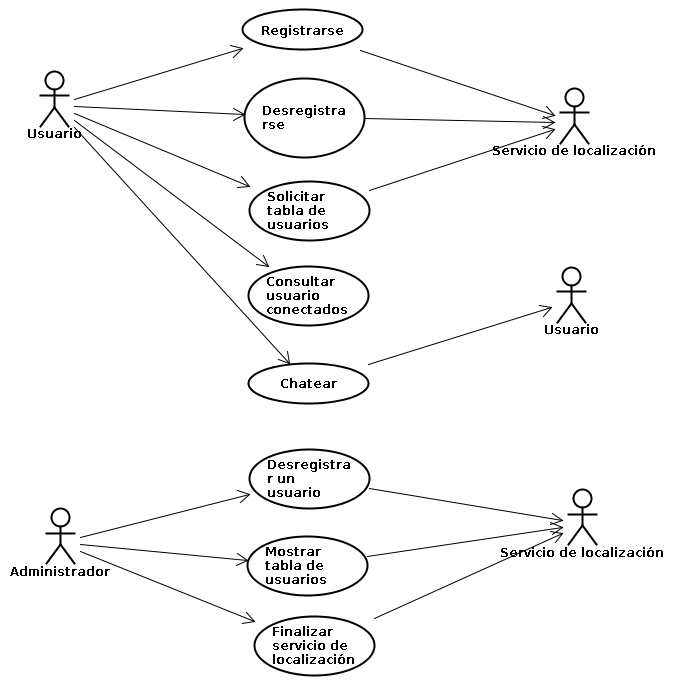 Registrarse
Usuario
Desregistra
rse
Servicio de localización
Solicitar
tabla de
usuarios
Consultar
usuario
conectados
Usuario
Chatear
Desregistra
r un
usuario
Administrador
Mostrar
tabla de
usuarios
Servicio de localización
Finalizar
servicio de
localización